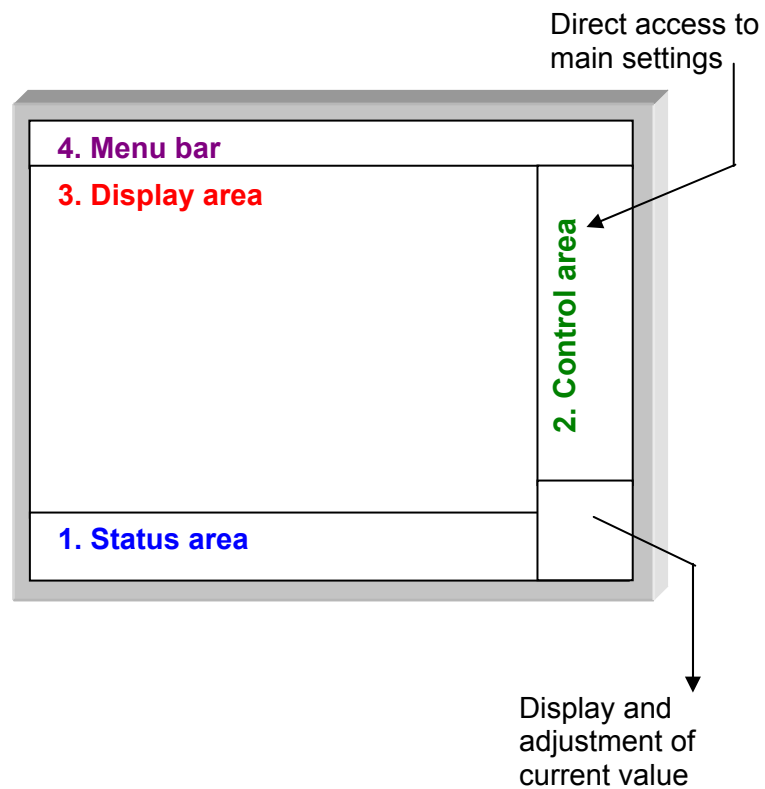 Direct access to
main settings
4. Menu bar
3. Display area
2. Control area
1. Status area
Display and
adjustment of
current value